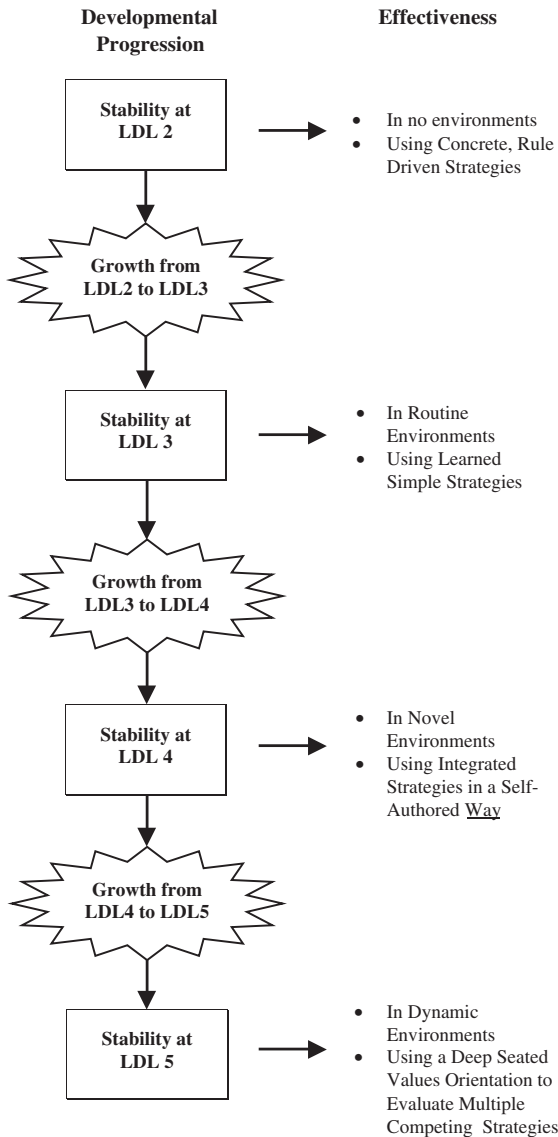 Developmental
Progression
Effectiveness
Stability at
LDL 2
• In no environments
• Using Concrete, Rule
Driven Strategies
Growth from
LDL2 to LDL3
Stability at
LDL 3
• In Routine
Environments
• Using Learned
Simple Strategies
Growth from
LDL3 to LDL4
Stability at
LDL 4
• In Novel
Environments
• Using Integrated
Strategies in a Self-
Authored Way
Growth from
LDL4 to LDL5
Stability at
LDL 5
• In Dynamic
Environments
• Using a Deep Seated
Values Orientation to
Evaluate Multiple
Competing Strategies